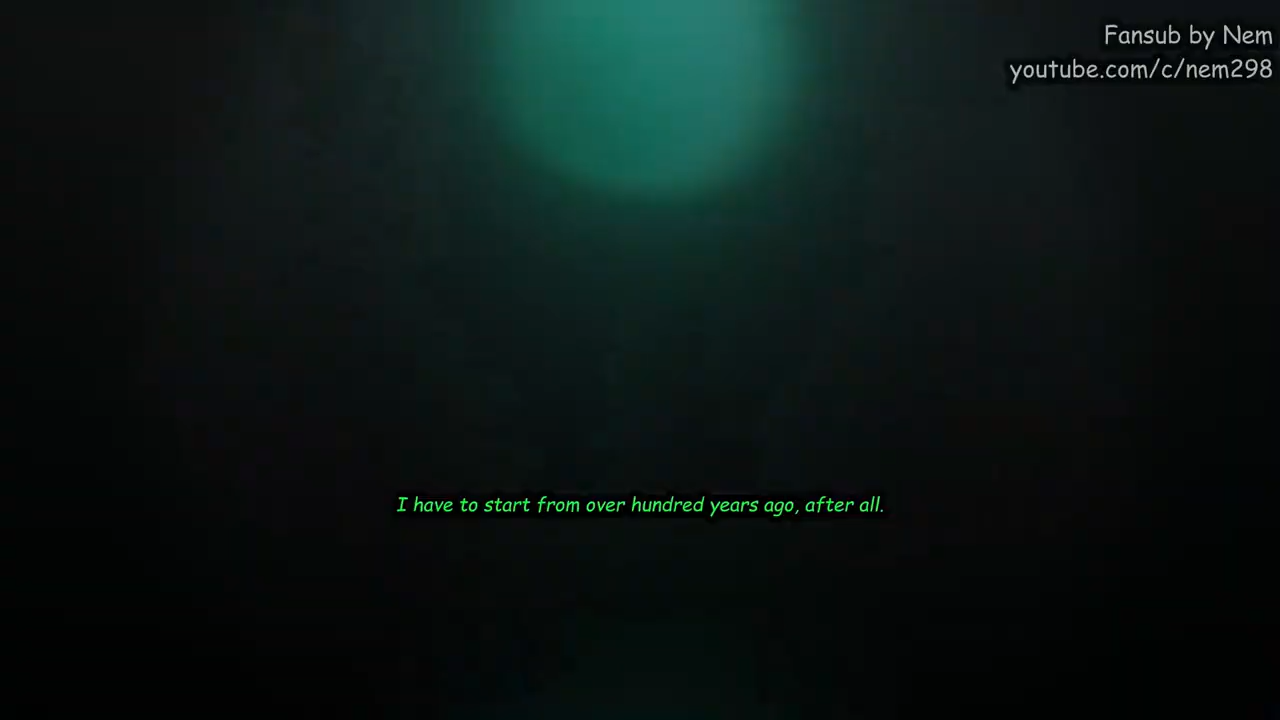 Fansub by Nem
youtube.com/c/nem298
I have to start from over hundred years ago, after all.